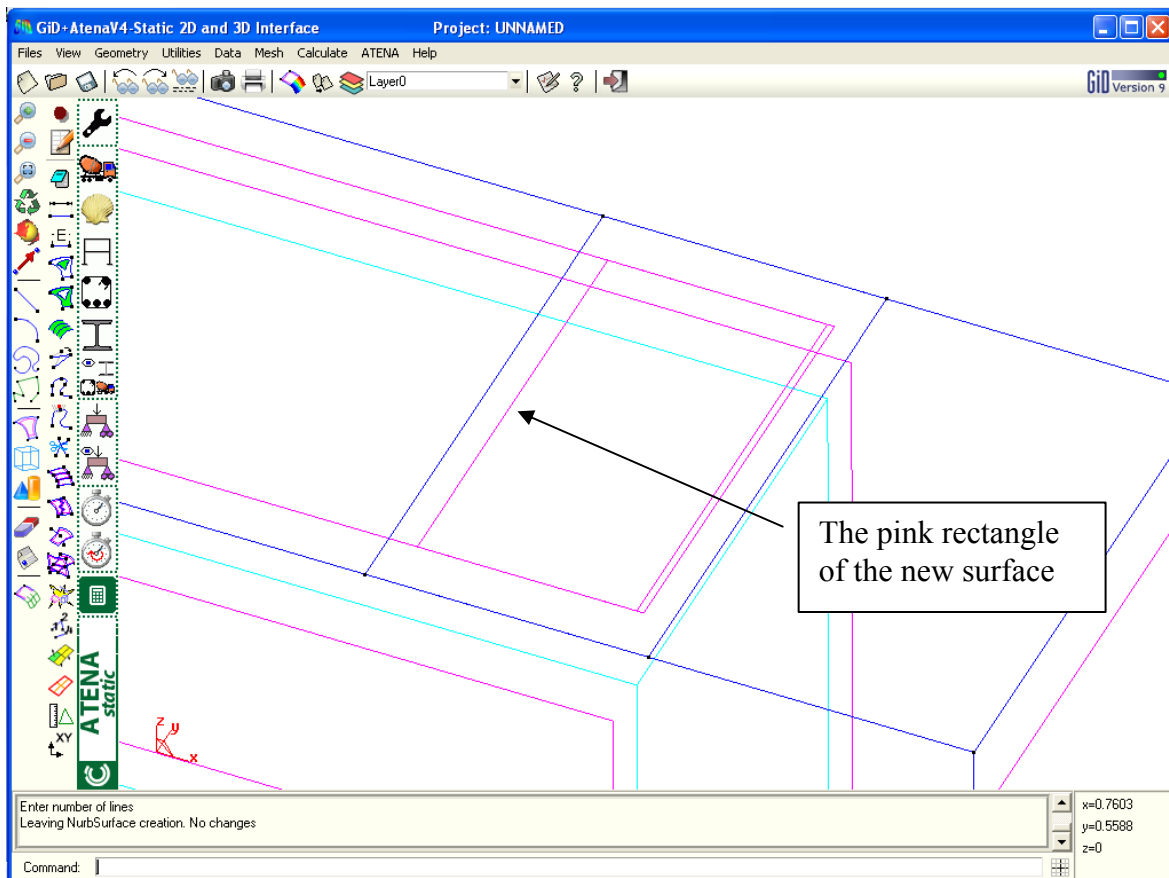 GiD+AtenaV4-Static 2D and 3D Interface Project: UNNAMED
Files View Geometry Utilities Data Mesh Calculate ATENA Help
Layer0
GiD Version 9
E
The pink rectangle
of the new surface
ATENA
static
2
XY
z
y
x
Enter number of lines
Leaving NurbSurface creation. No changes
x=0.7603
y=0.5588
z=0
Command: